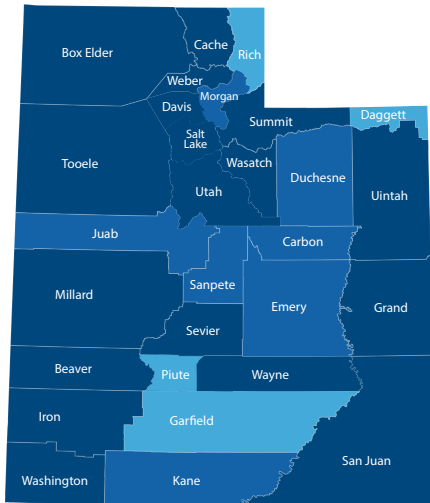 Cache
Box Elder
Rich
Weber
Morgan
Davis
Daggett
Summit
Salt
Lake
Tooele
Wasatch
Duchesne
Uintah
Utah
Juab
Carbon
Sanpete
Millard
Emery
Grand
Sevier
Beaver
Piute
Wayne
Iron
Garfield
San Juan
Washington
Kane